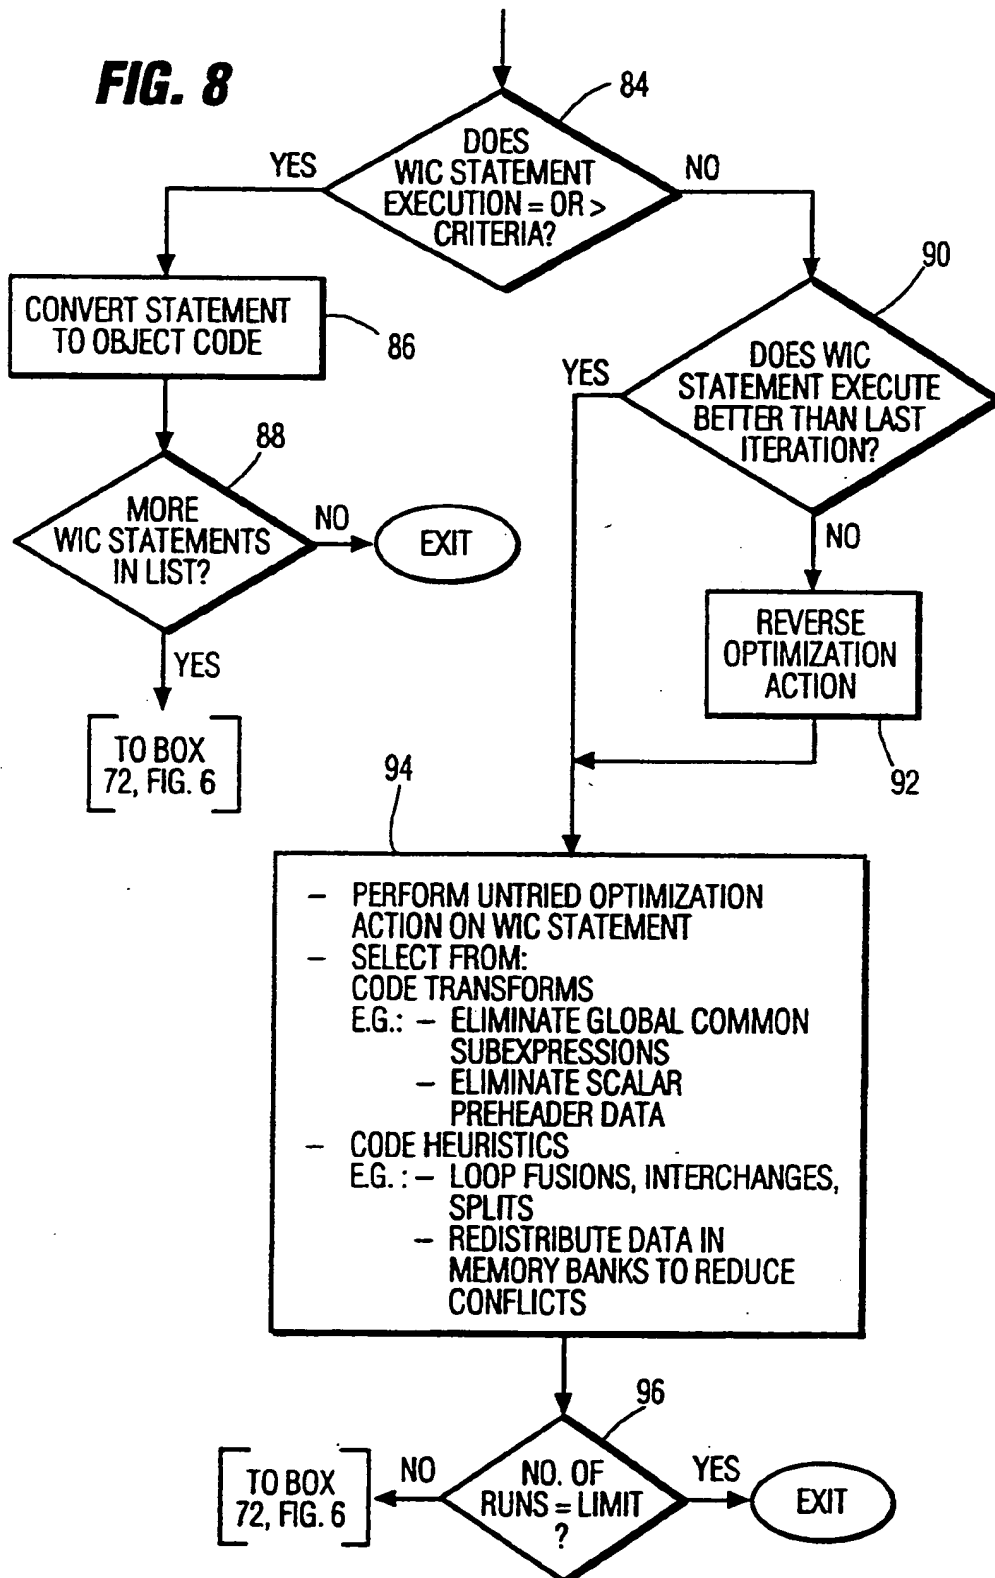 FIG. 8
84
DOES
WIC STATEMENT
EXECUTION = OR >
CRITERIA?
YES
NO
CONVERT STATEMENT
TO OBJECT CODE
86
88
MORE
WIC STATEMENTS
IN LIST?
NO
EXIT
YES
TO BOX
72, FIG. 6
90
DOES WIC
STATEMENT EXECUTE
BETTER THAN LAST
ITERATION?
YES
NO
REVERSE
OPTIMIZATION
ACTION
92
94
– PERFORM UNTRIED OPTIMIZATION
ACTION ON WIC STATEMENT
– SELECT FROM:
CODE TRANSFORMS
E.G.: – ELIMINATE GLOBAL COMMON
SUBEXPRESSIONS
– ELIMINATE SCALAR
PREHEADER DATA
– CODE HEURISTICS
E.G. : – LOOP FUSIONS, INTERCHANGES,
SPLITS
– REDISTRIBUTE DATA IN
MEMORY BANKS TO REDUCE
CONFLICTS
96
NO. OF
RUNS = LIMIT
?
NO
TO BOX
72, FIG. 6
YES
EXIT